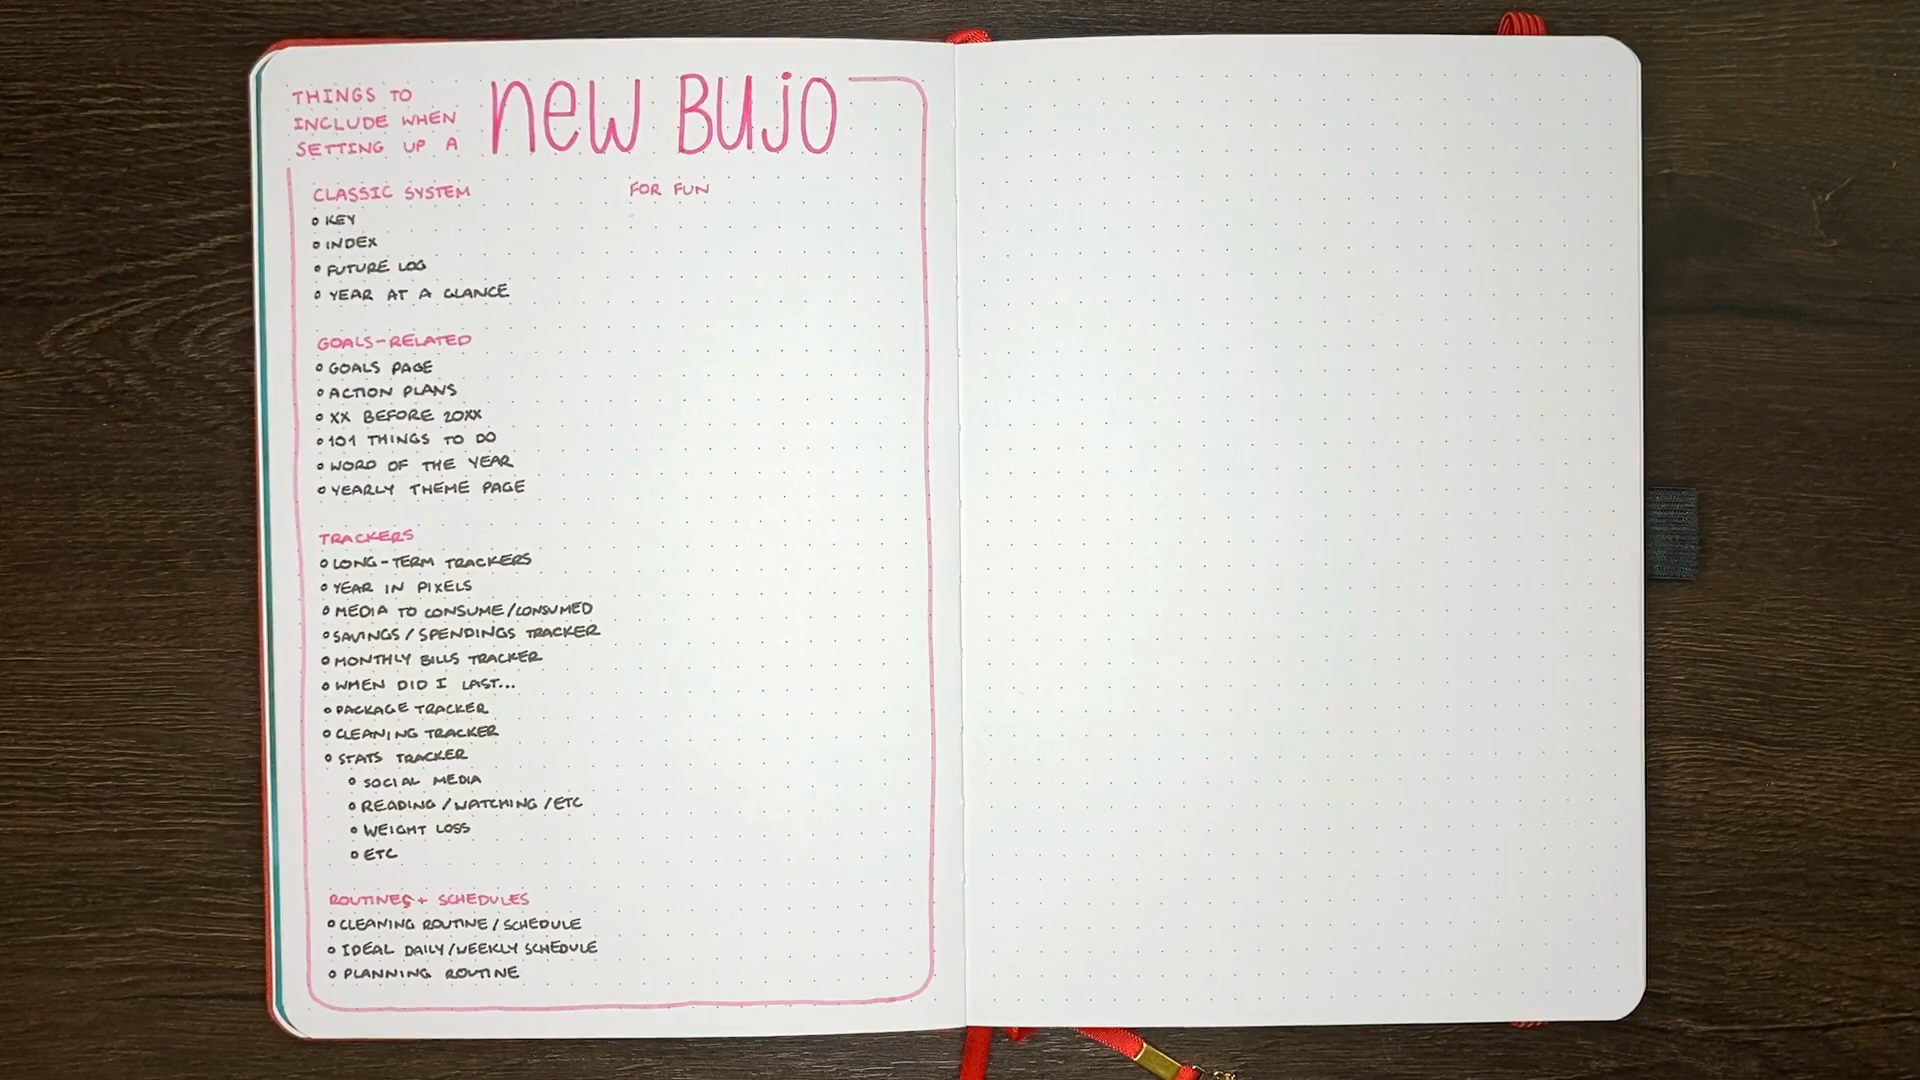 THINGS TO
INCLUDE WHEN
SETTING UP A
new BUJO
CLASSIC SYSTEM
KEY
INDEX
FUTURE LOG
YEAR AT A GLANCE
GOALS-RELATED
GOALS PAGE
ACTION PLANS
XX BEFORE 20XX
101 THINGS TO DO
WORD OF THE YEAR
YEARLY THEME PAGE
TRACKERS
LONG-TERM TRACKERS
YEAR IN PIXELS
MEDIA TO CONSUME/CONSUMED
SAVINGS/SPENDINGS TRACKER
MONTHLY BILLS TRACKER
WHEN DID I LAST...
PACKAGE TRACKER
CLEANING TRACKER
STATS TRACKER
SOCIAL MEDIA
READING/WATCHING/ETC
WEIGHT LOSS
ETC
ROUTINES + SCHEDULES
CLEANING ROUTINE/SCHEDULE
IDEAL DAILY/WEEKLY SCHEDULE
PLANNING ROUTINE
FOR FUN